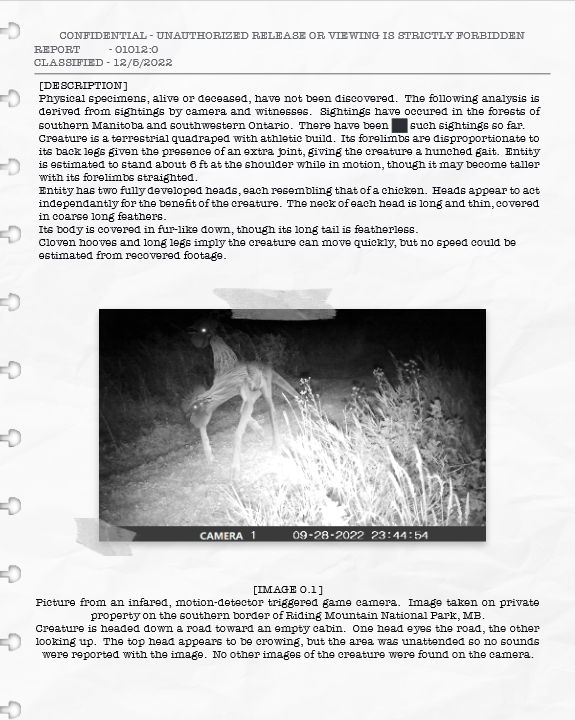 CONFIDENTIAL - UNAUTHORIZED RELEASE OR VIEWING IS STRICTLY FORBIDDEN
REPORT - 01012:0
CLASSIFIED - 12/5/2022
[DESCRIPTION]
Physical specimens, alive or deceased, have not been discovered. The following analysis is
derived from sightings by camera and witnesses. Sightings have occured in the forests of
southern Manitoba and southwestern Ontario. There have been such sightings so far.
Creature is a terrestrial quadraped with athletic build. Its forelimbs are disproportionate to
its back legs given the presence of an extra joint, giving the creature a hunched gait. Entity
is estimated to stand about 6 ft at the shoulder while in motion, though it may become taller
with its forelimbs straighted.
Entity has two fully developed heads, each resembling that of a chicken. Heads appear to act
independantly for the benefit of the creature. The neck of each head is long and thin, covered
in coarse long feathers.
Its body is covered in fur-like down, though its long tail is featherless.
Cloven hooves and long legs imply the creature can move quickly, but no speed could be
estimated from recovered footage.
CAMERA 1 09-28-2022 23:44:54
[IMAGE 0.1]
Picture from an infared, motion-detector triggered game camera. Image taken on private
property on the southern border of Riding Mountain National Park, MB.
Creature is headed down a road toward an empty cabin. One head eyes the road, the other
looking up. The top head appears to be crowing, but the area was unattended so no sounds
were reported with the image. No other images of the creature were found on the camera.